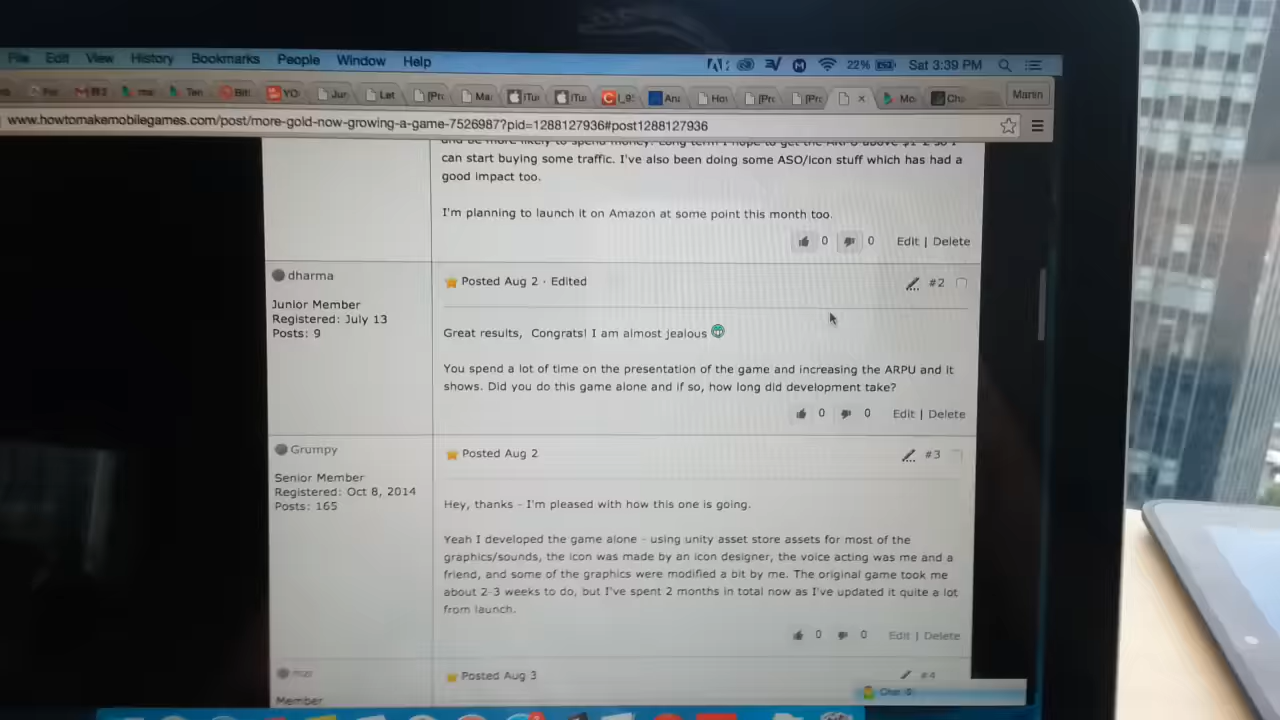 File Edit View History Bookmarks People Window Help 22% Sat 3:39 PM
Manin
www.howtomakemobilegames.com/post/more-gold-now-growing-a-game-7526987?pid=1288127936#post1288127936
can start buying some traffic. I've also been doing some ASO/icon stuff which has had a
good impact too.
I'm planning to launch it on Amazon at some point this month too.
0 0 Edit | Delete
dharma
Posted Aug 2 · Edited #2
Junior Member
Registered: July 13
Posts: 9
Great results, Congrats! I am almost jealous
You spend a lot of time on the presentation of the game and increasing the ARPU and it
shows. Did you do this game alone and if so, how long did development take?
0 0 Edit | Delete
Grumpy
Posted Aug 2 #3
Senior Member
Registered: Oct 8, 2014
Posts: 165
Hey, thanks - I'm pleased with how this one is going.
Yeah I developed the game alone - using unity asset store assets for most of the
graphics/sounds, the icon was made by an icon designer, the voice acting was me and a
friend, and some of the graphics were modified a bit by me. The original game took me
about 2-3 weeks to do, but I've spent 2 months in total now as I've updated it quite a lot
from launch.
0 0 Edit | Delete
Posted Aug 3 #4
Member